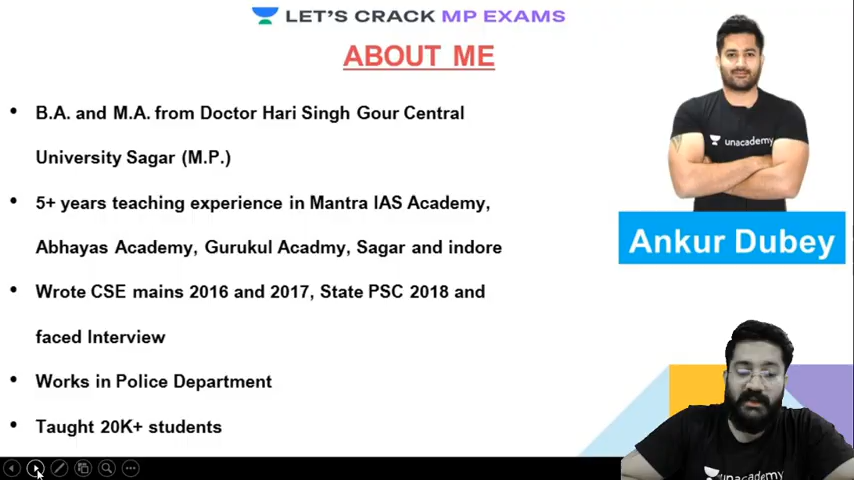 LET'S CRACK MP EXAMS
ABOUT ME
• B.A. and M.A. from Doctor Hari Singh Gour Central
University Sagar (M.P.)
• 5+ years teaching experience in Mantra IAS Academy,
Abhayas Academy, Gurukul Acadmy, Sagar and indore
• Wrote CSE mains 2016 and 2017, State PSC 2018 and
faced Interview
• Works in Police Department
• Taught 20K+ students
unacademy
Ankur Dubey
unacademy